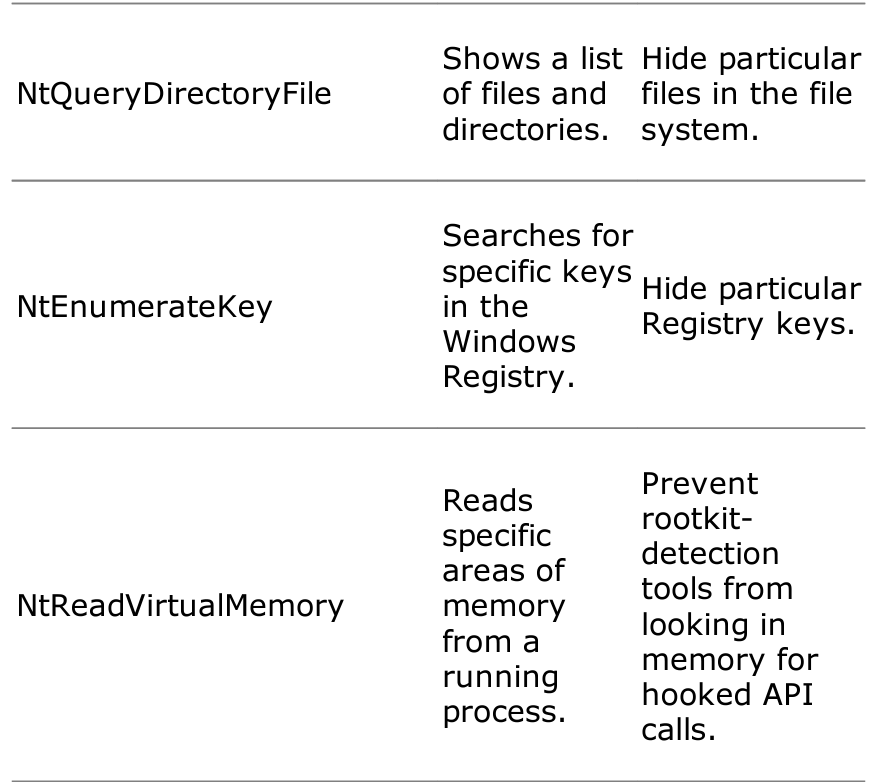 NtQueryDirectoryFile
Shows a list
of files and
directories.
Hide particular
files in the file
system.
NtEnumerateKey
Searches for
specific keys
in the
Windows
Registry.
Hide particular
Registry keys.
NtReadVirtualMemory
Reads
specific
areas of
memory
from a
running
process.
Prevent
rootkit-
detection
tools from
looking in
memory for
hooked API
calls.